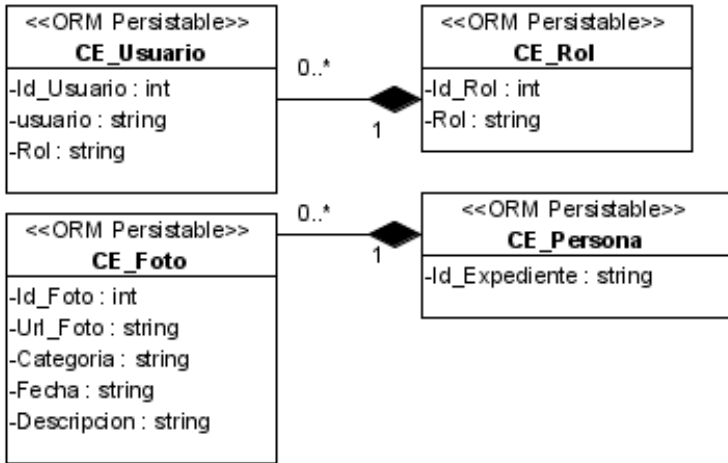 <<ORM Persistable>>
CE_Usuario
-Id_Usuario : int
-usuario : string
-Rol : string
0..*
1
<<ORM Persistable>>
CE_Rol
-Id_Rol : int
-Rol : string
<<ORM Persistable>>
CE_Foto
-Id_Foto : int
-Url_Foto : string
-Categoria : string
-Fecha : string
-Descripcion : string
0..*
1
<<ORM Persistable>>
CE_Persona
-Id_Expediente : string